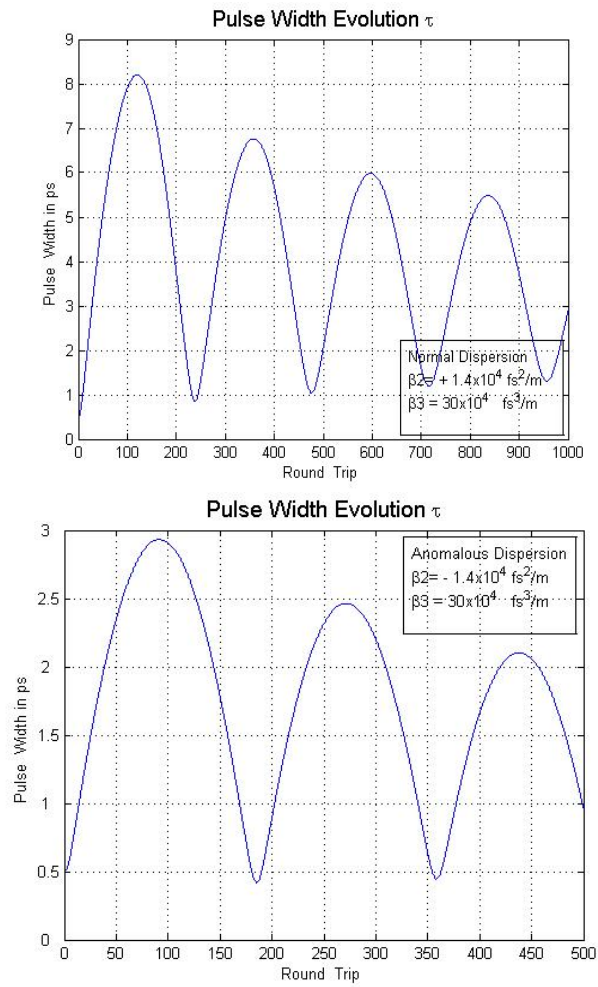 Pulse Width Evolution τ
9
8
7
6
5
4
3
2
1
0
Pulse Width in ps
Normal Dispersion
β2= + 1.4x10⁴ fs²/m
β3 = 30x10⁴ fs³/m
0 100 200 300 400 500 600 700 800 900 1000
Round Trip
Pulse Width Evolution τ
3
2.5
2
1.5
1
0.5
0
Pulse Width in ps
Anomalous Dispersion
β2= - 1.4x10⁴ fs²/m
β3 = 30x10⁴ fs³/m
0 50 100 150 200 250 300 350 400 450 500
Round Trip